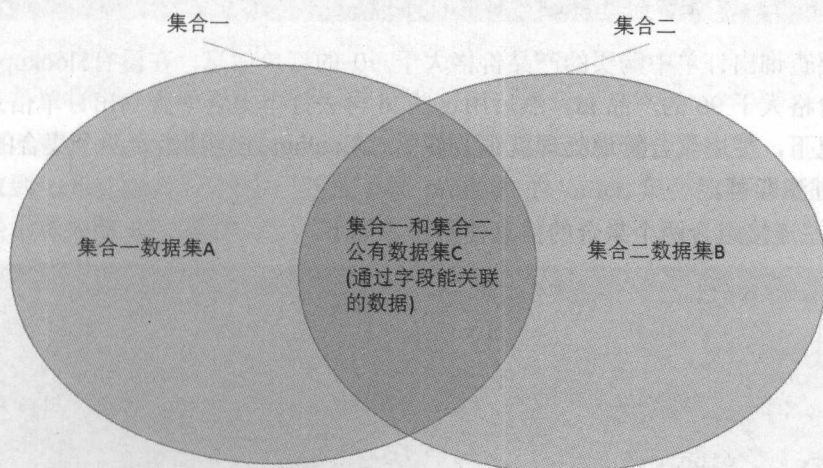 集合一
集合二
集合一数据集A
集合一和集合二
公有数据集C
(通过字段能关联
的数据)
集合二数据集B